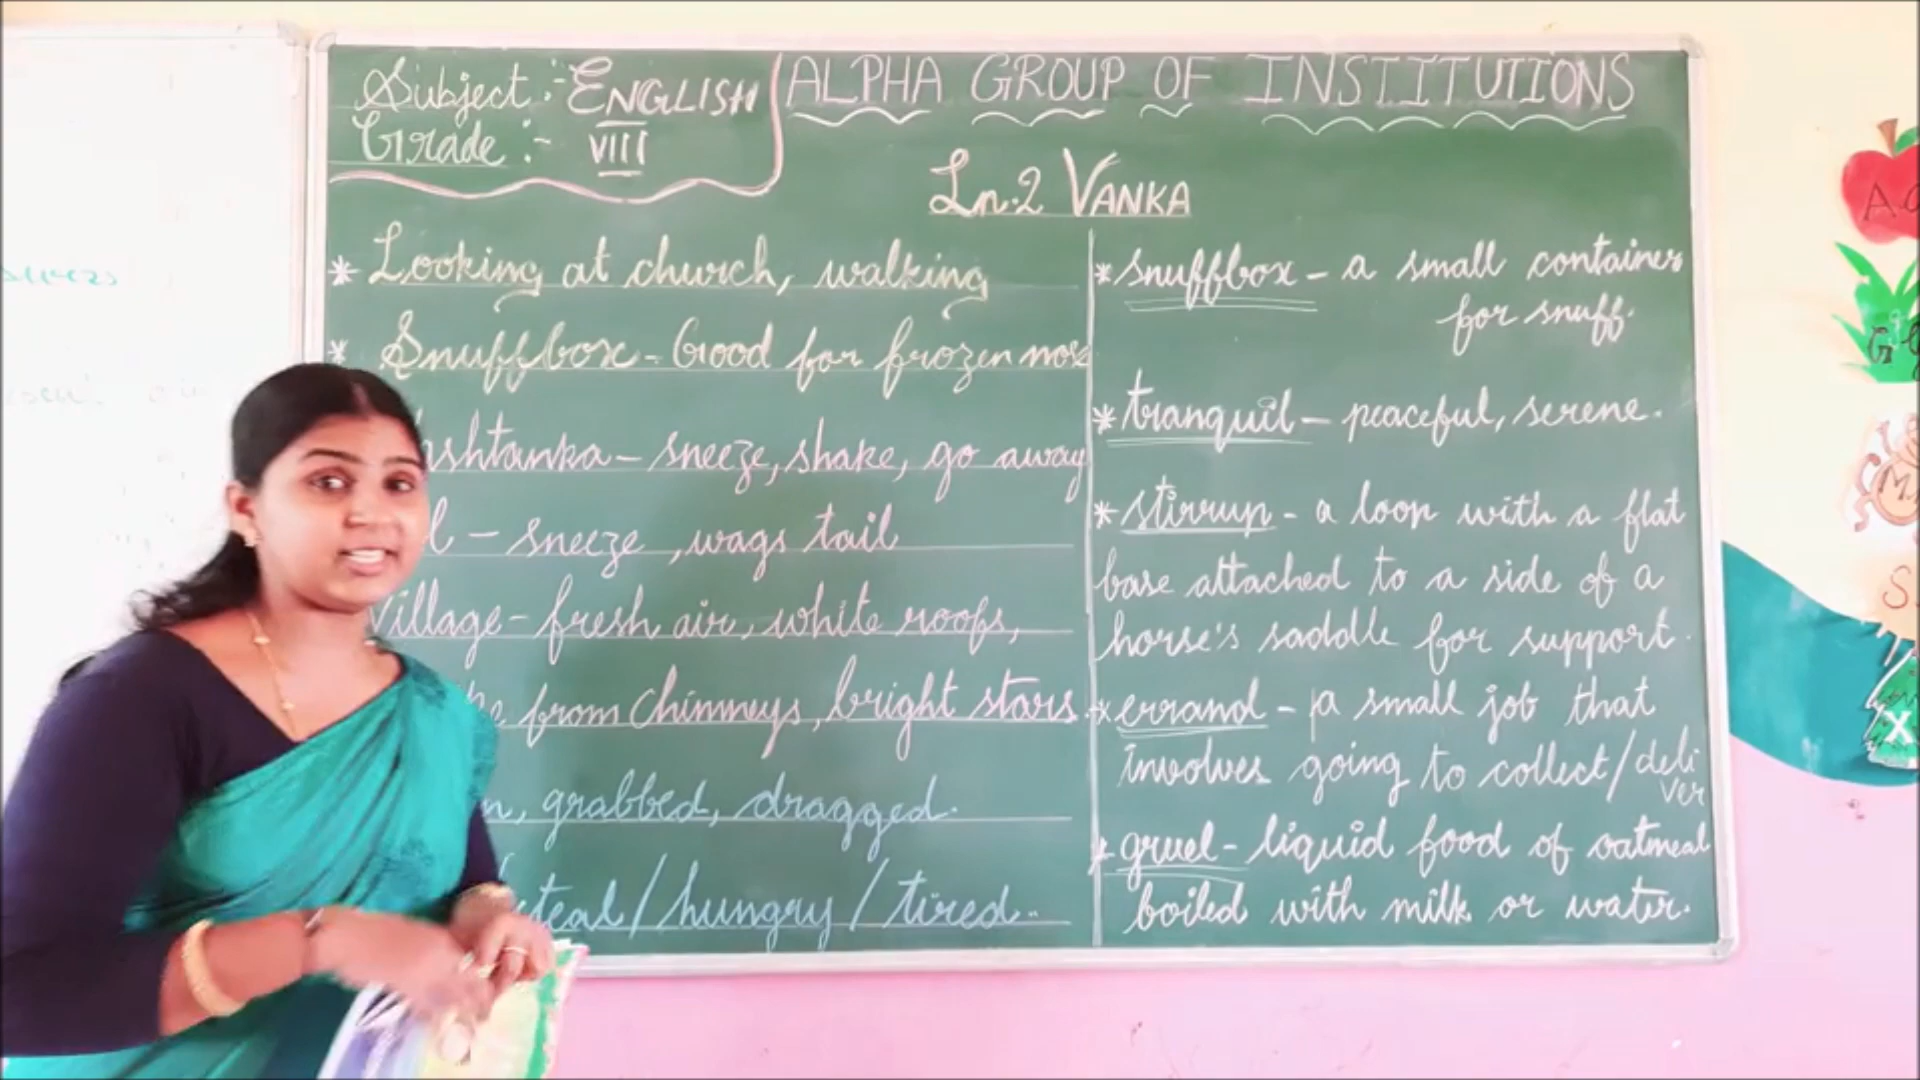 Subject :- ENGLISH
Grade :- VIII
ALPHA GROUP OF INSTITUTIONS
Ln.2 VANKA
* Looking at church, walking
* Snuffbox - Good for frozen nose
ashtanka - sneeze, shake, go away
l - sneeze, wags tail
Village - fresh air, white roofs,
from chimneys, bright stars.
n, grabbed, dragged.
steal / hungry / tired..
* snuffbox - a small container
for snuff.
* tranquil - peaceful, serene.
* stirrup - a loop with a flat
base attached to a side of a
horse's saddle for support.
* errand - a small job that
involves going to collect/deli
ver
* gruel - liquid food of oatmeal
boiled with milk or water.
A
G
M
S
X